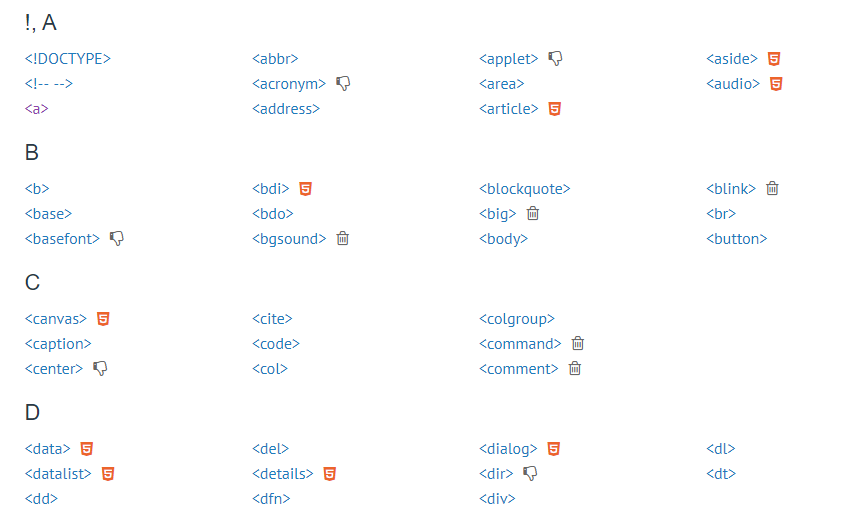 !, A
<!DOCTYPE> <abbr> <applet> <aside>
<!-- --> <acronym> <area> <audio>
<a> <address> <article>
B
<b> <bdi> <blockquote> <blink>
<base> <bdo> <big> <br>
<basefont> <bgsound> <body> <button>
C
<canvas> <cite> <colgroup>
<caption> <code> <command>
<center> <col> <comment>
D
<data> <del> <dialog> <dl>
<datalist> <details> <dir> <dt>
<dd> <dfn> <div>